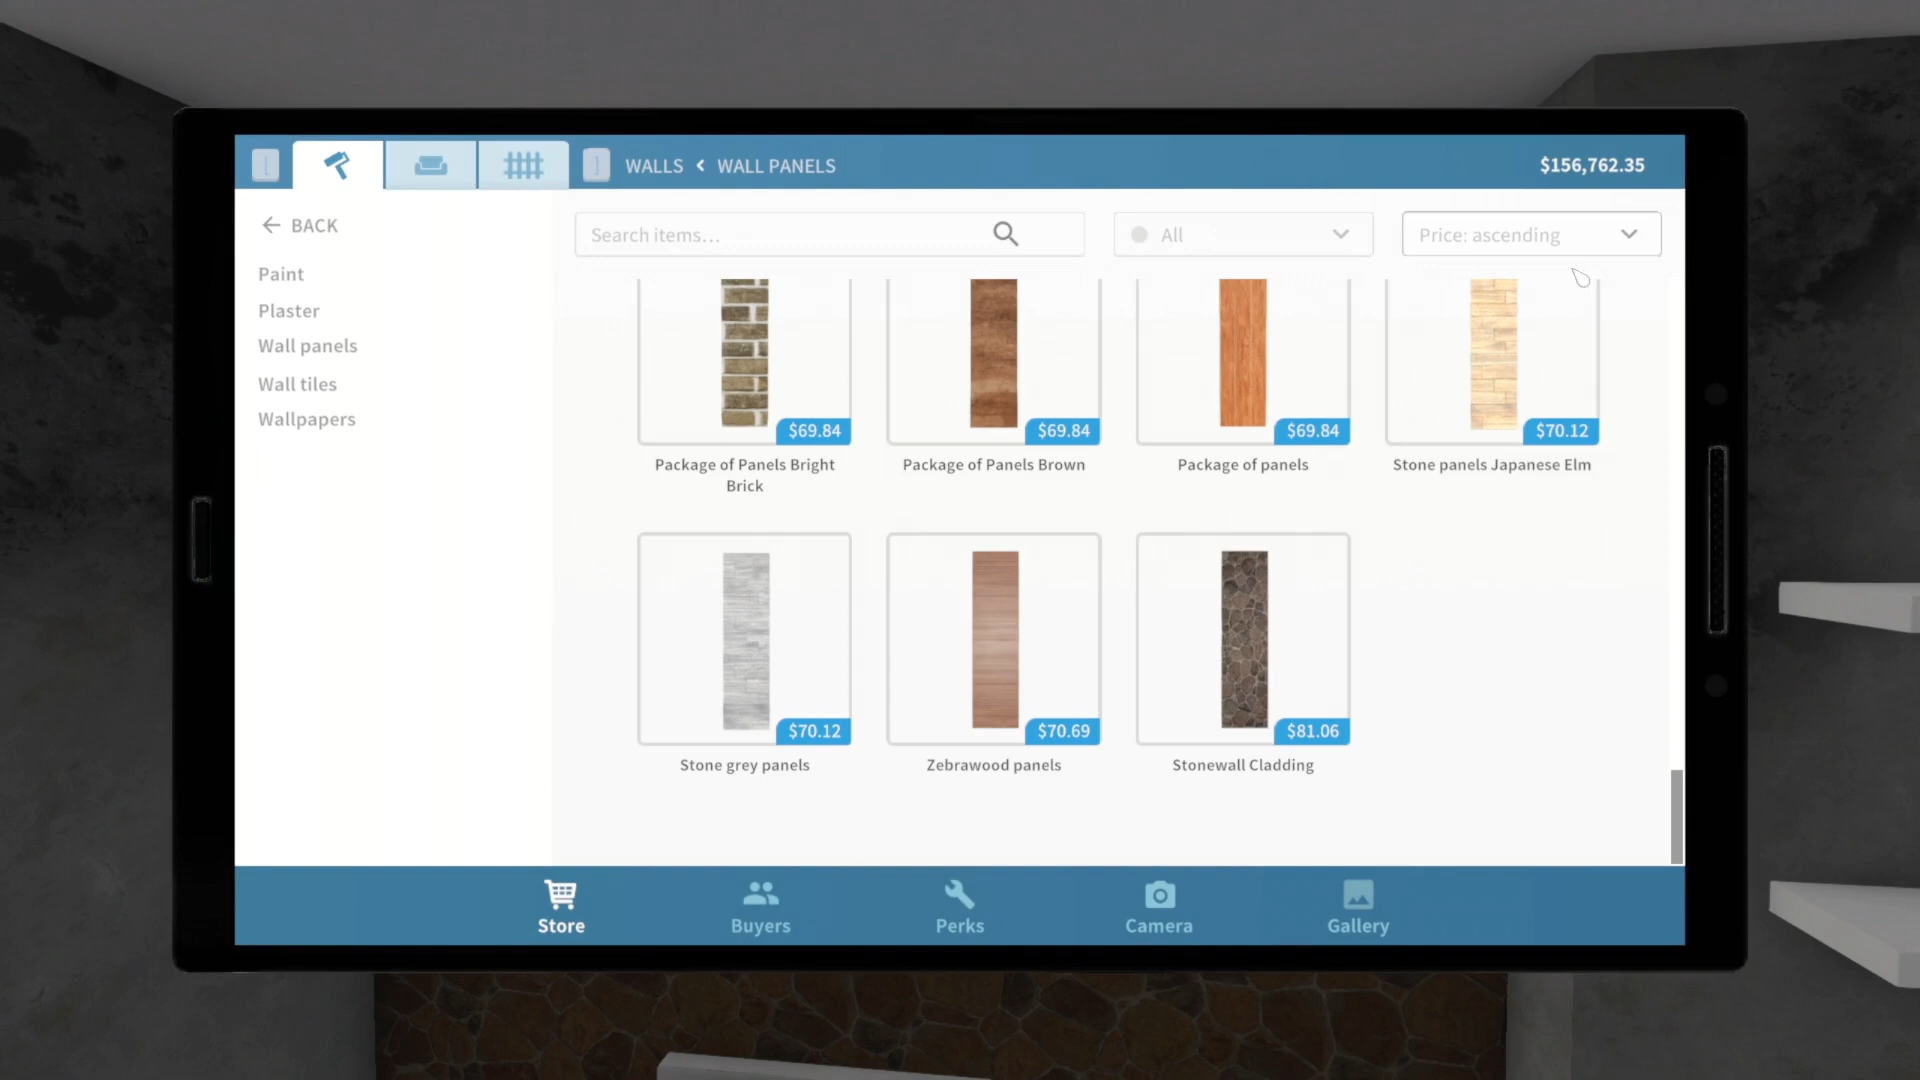 WALLS < WALL PANELS
$156,762.35
BACK
Search items...
All
Price: ascending
Paint
Plaster
Wall panels
Wall tiles
Wallpapers
$69.84
$69.84
$69.84
$70.12
Package of Panels Bright
Brick
Package of Panels Brown
Package of panels
Stone panels Japanese Elm
$70.12
$70.69
$81.06
Stone grey panels
Zebrawood panels
Stonewall Cladding
Store
Buyers
Perks
Camera
Gallery